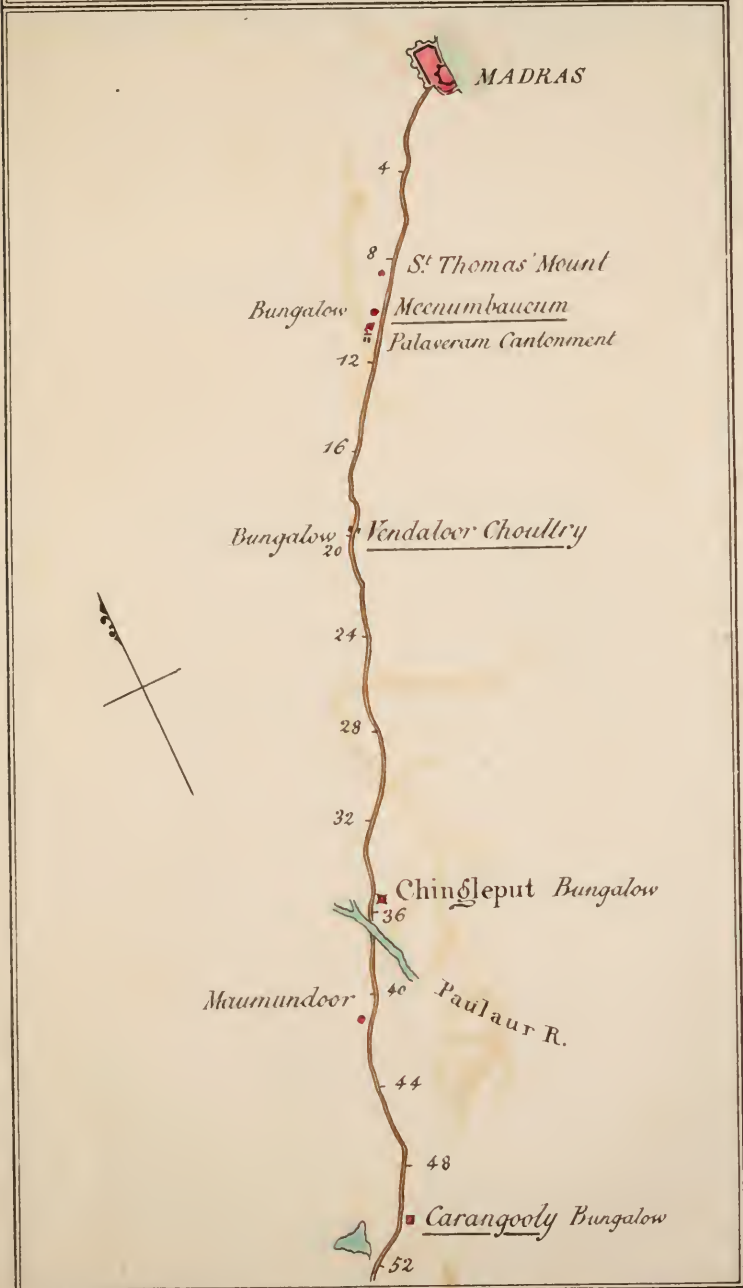 MADRAS
4
8
St Thomas' Mount
Bungalow Meenumbaucum
Palaveram Cantonment
12
16
Bungalow Vendaloor Choultry
20
24
28
32
Chingleput Bungalow
36
Maumundoor 40
Paulaur R.
44
48
Carangooly Bungalow
52